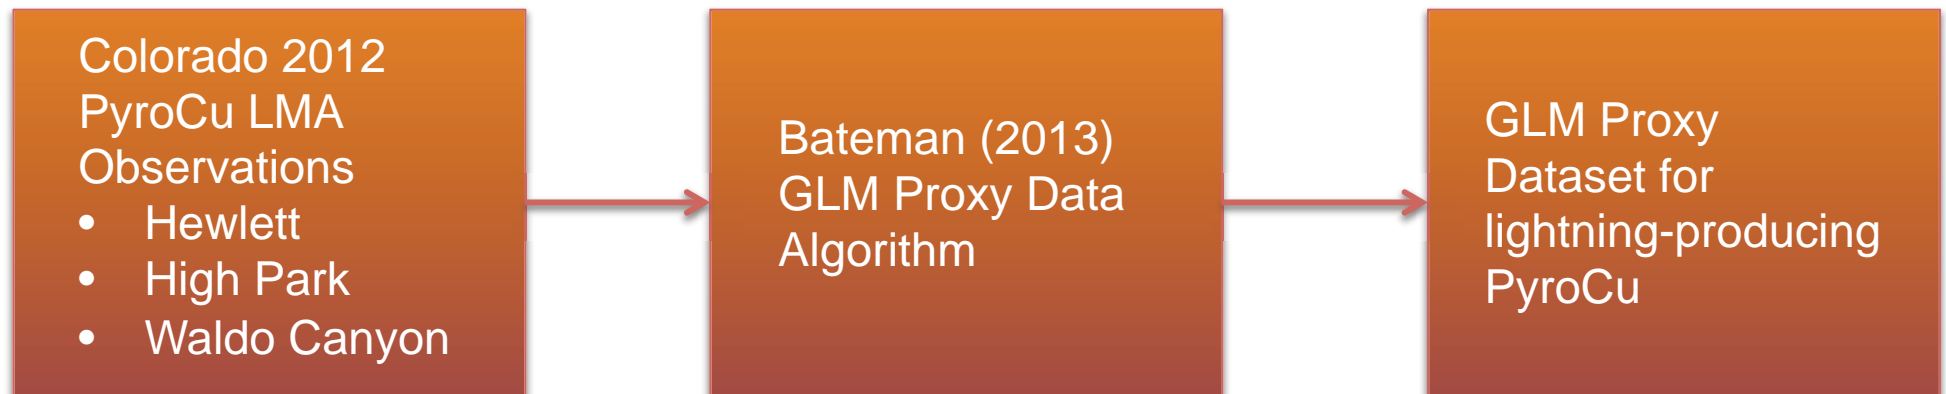 Colorado 2012
PyroCu LMA
Observations
• Hewlett
• High Park
• Waldo Canyon
Bateman (2013)
GLM Proxy Data
Algorithm
GLM Proxy
Dataset for
lightning-producing
PyroCu